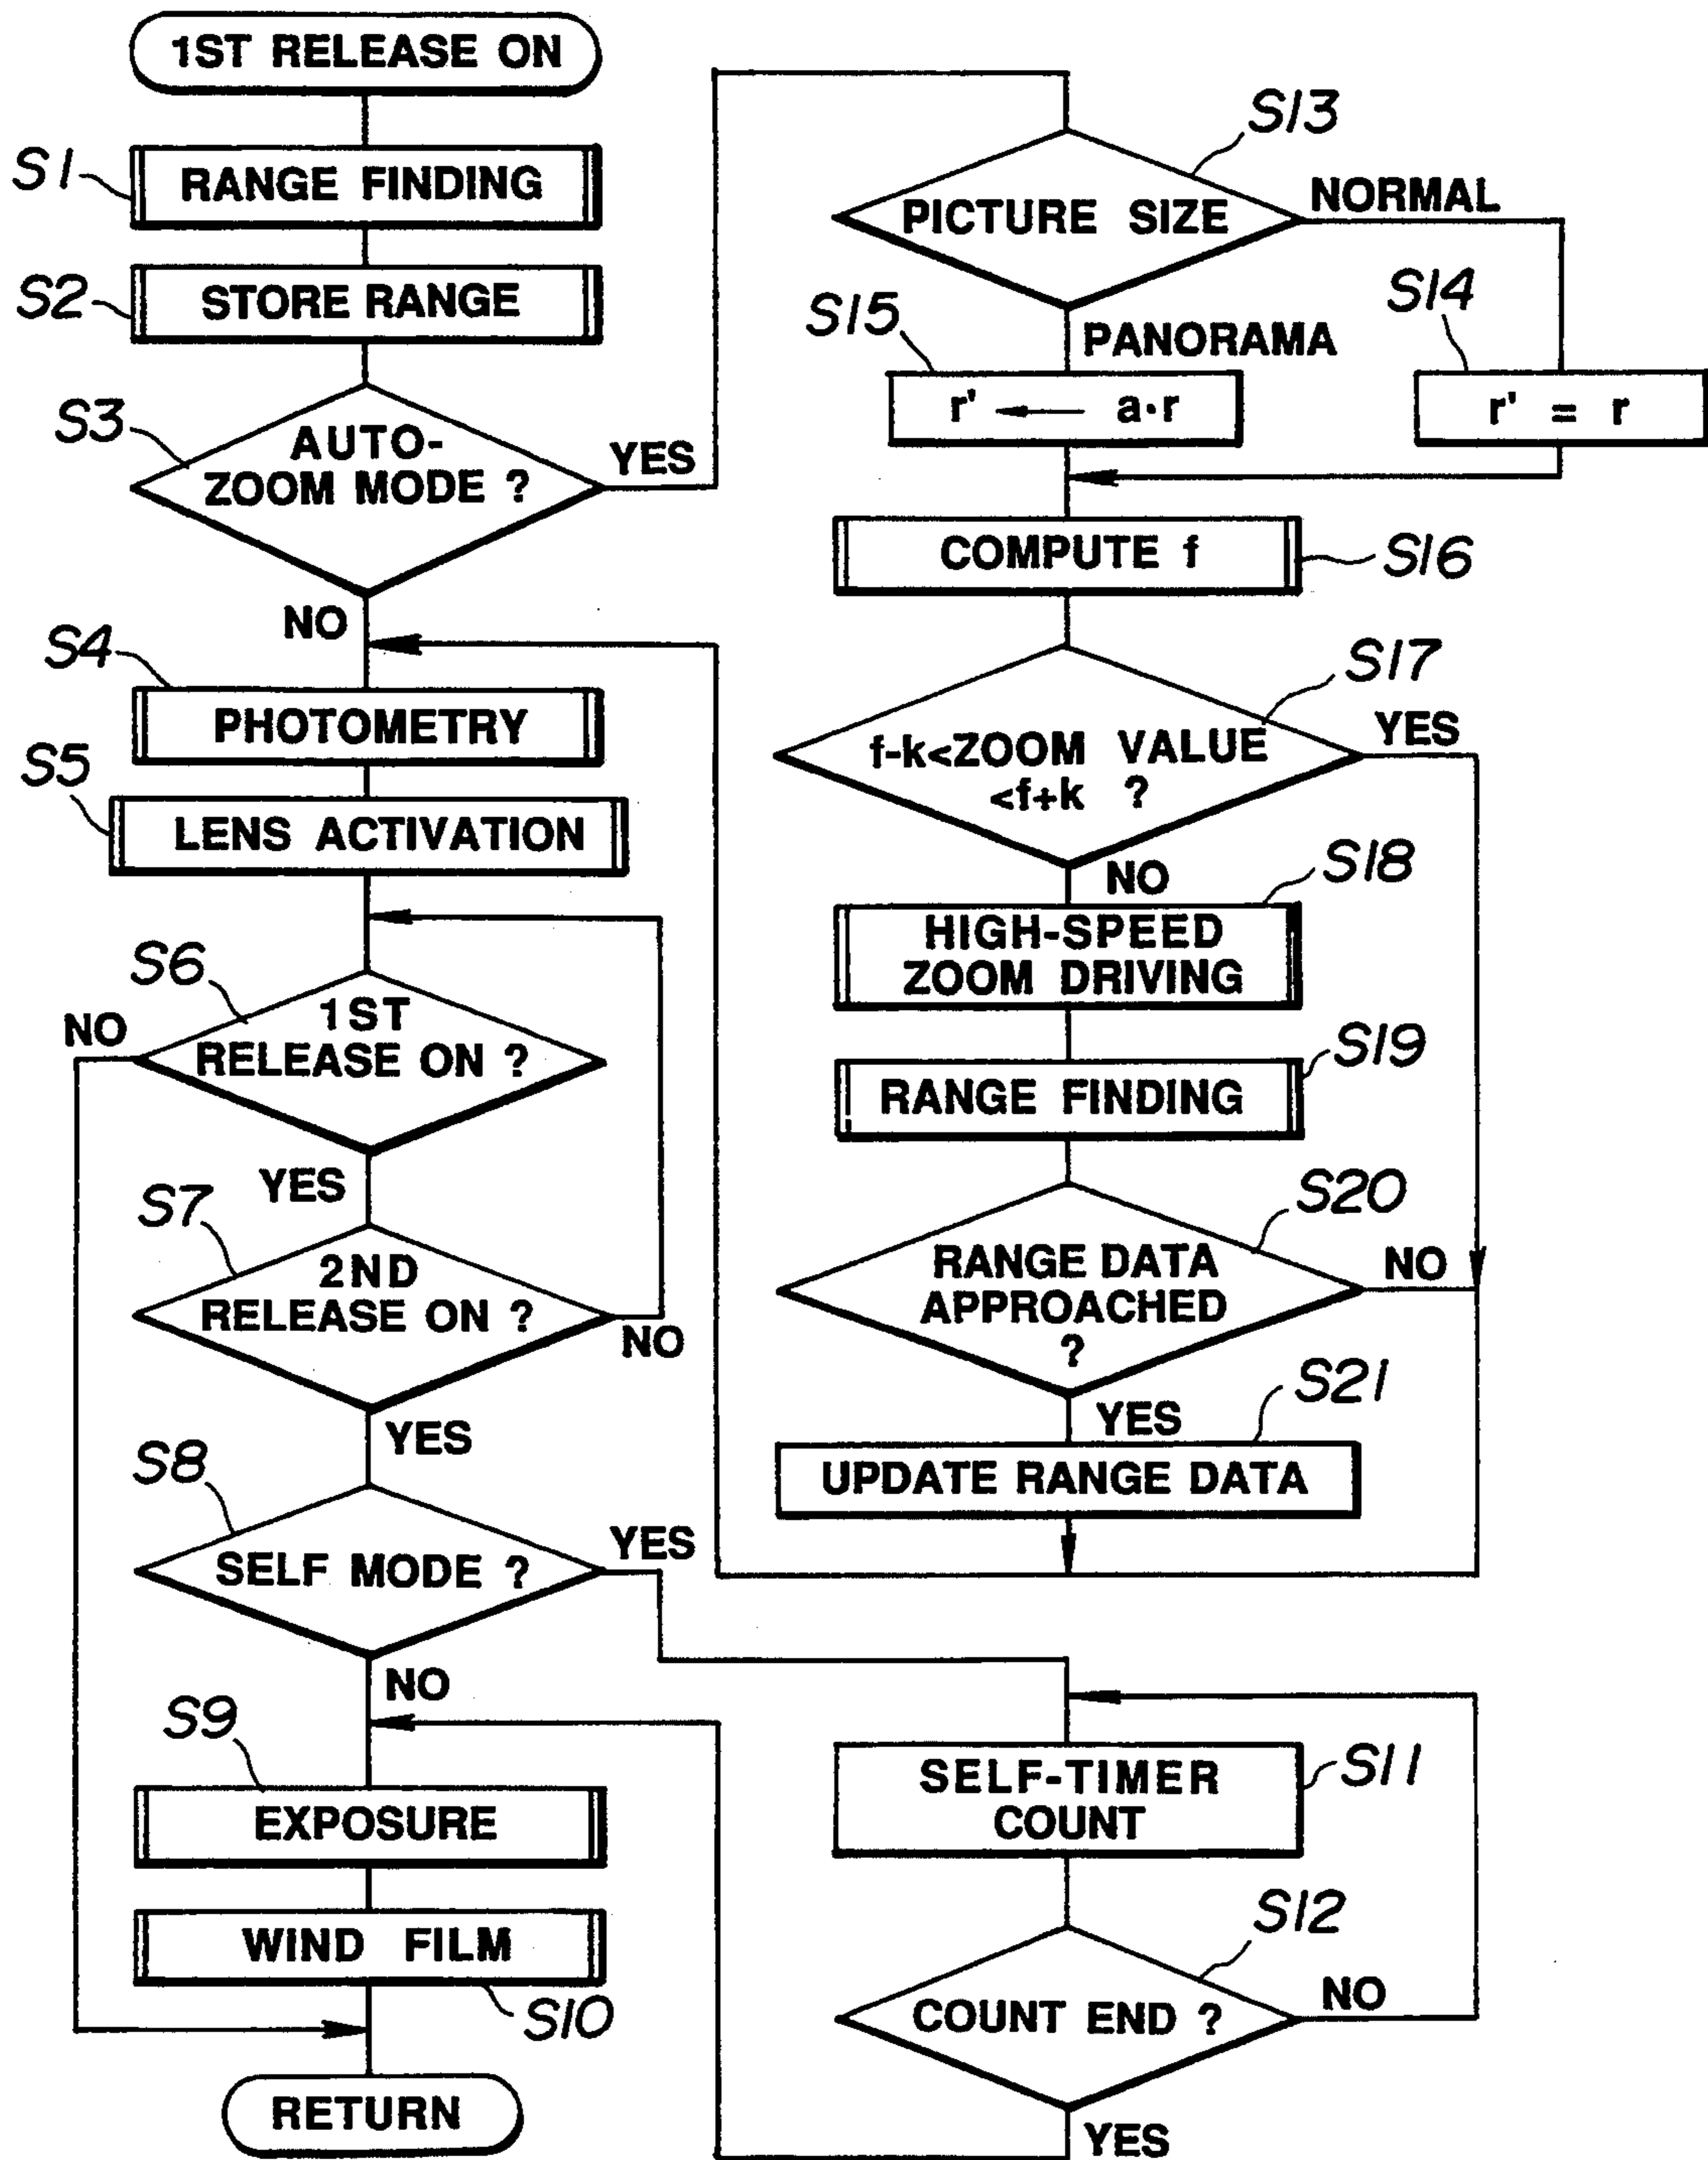 1ST RELEASE ON
S1
RANGE FINDING
S2
STORE RANGE
S3
AUTO-
ZOOM MODE ?
YES
NO
S4
PHOTOMETRY
S5
LENS ACTIVATION
S6
1ST
RELEASE ON ?
NO
YES
S7
2ND
RELEASE ON ?
NO
YES
S8
SELF MODE ?
YES
NO
S9
EXPOSURE
WIND FILM
S10
RETURN
S13
PICTURE SIZE
NORMAL
S15
PANORAMA
r' ← a·r
S14
r' = r
COMPUTE f
S16
S17
f-k<ZOOM VALUE
<f+k ?
YES
NO
S18
HIGH-SPEED
ZOOM DRIVING
S19
RANGE FINDING
S20
RANGE DATA
APPROACHED
?
NO
YES
S21
UPDATE RANGE DATA
SELF-TIMER
COUNT
S11
S12
COUNT END ?
NO
YES